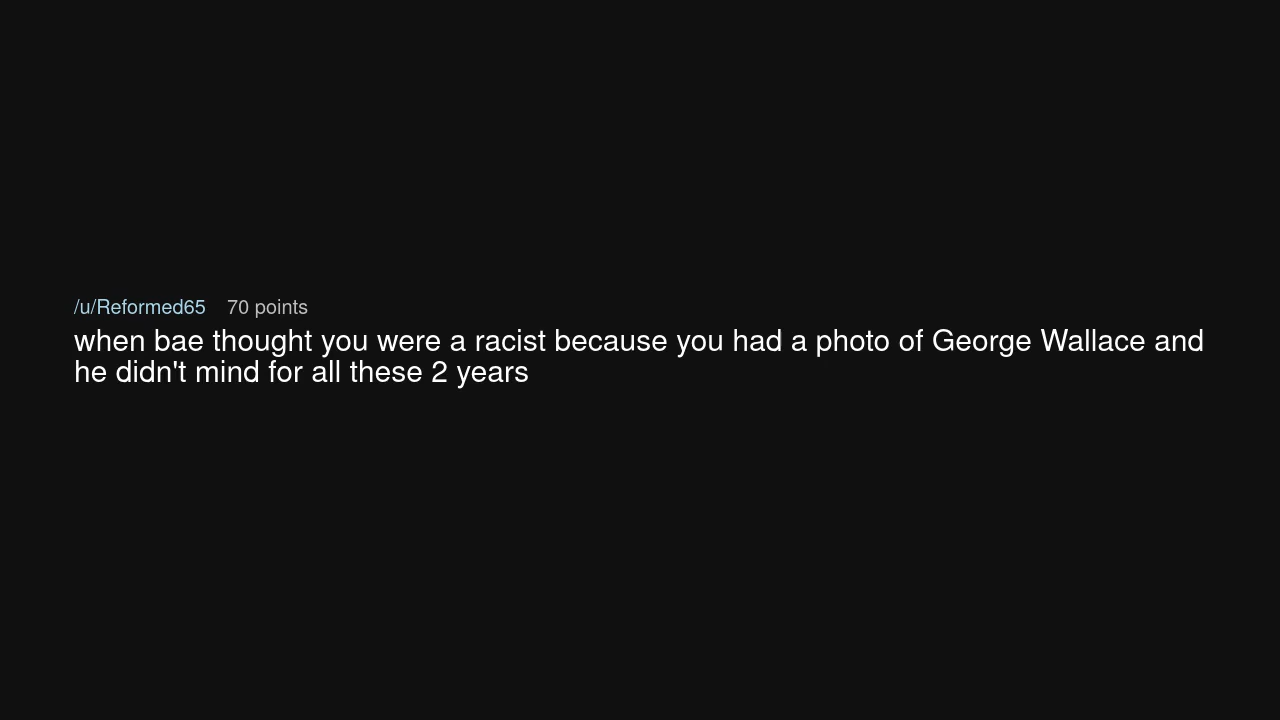 /u/Reformed65 70 points
when bae thought you were a racist because you had a photo of George Wallace and
he didn't mind for all these 2 years